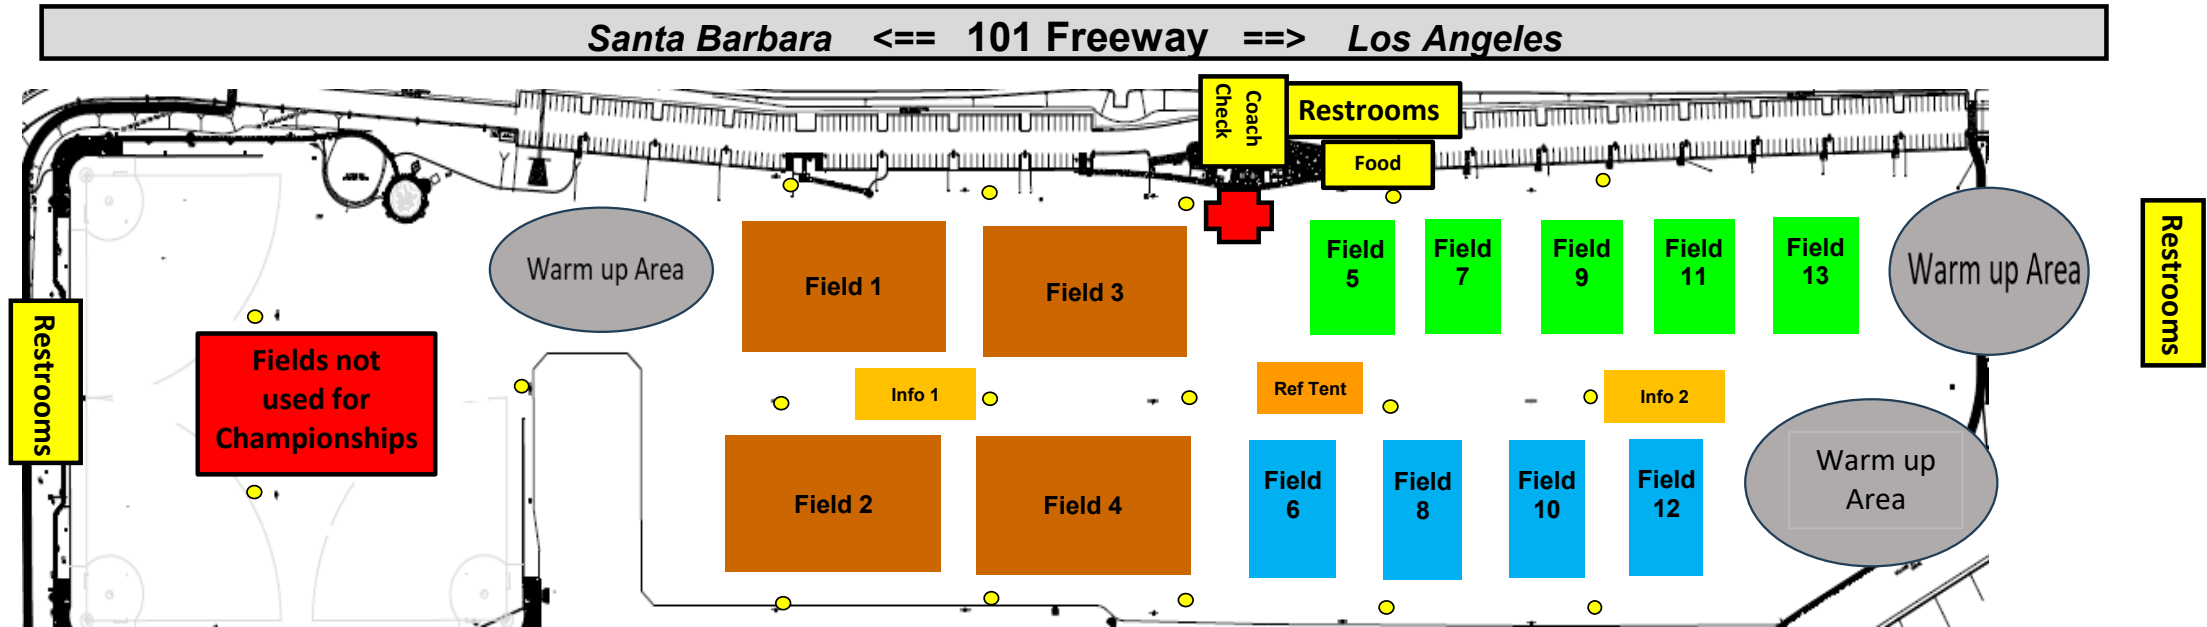 Santa Barbara <== 101 Freeway ==> Los Angeles
Coach
Check
Restrooms
Food
Warm up Area
Field 1
Field 3
Field
5
Field
7
Field
9
Field
11
Field
13
Warm up Area
Restrooms
Restrooms
Fields not
used for
Championships
Info 1
Ref Tent
Info 2
Field 2
Field 4
Field
6
Field
8
Field
10
Field
12
Warm up
Area